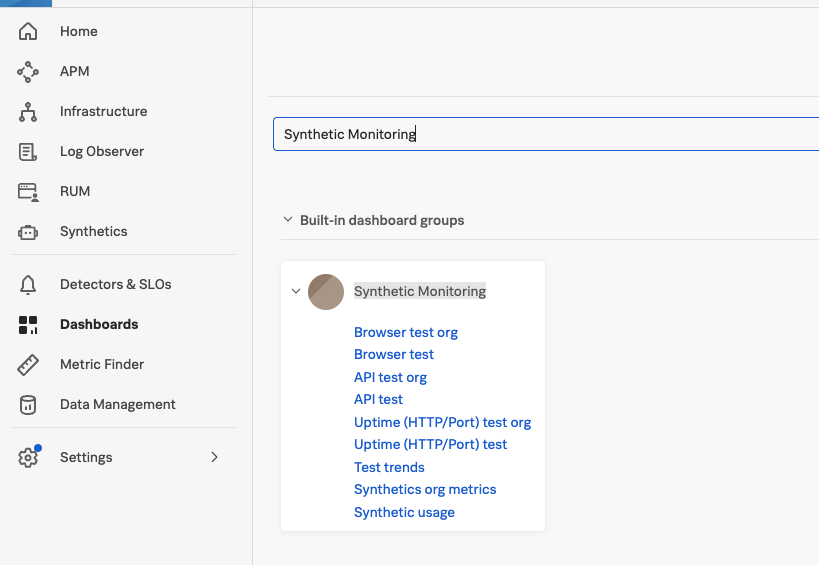 Home
APM
Infrastructure
Log Observer
RUM
Synthetics
Detectors & SLOs
Dashboards
Metric Finder
Data Management
Settings
Synthetic Monitoring
Built-in dashboard groups
Synthetic Monitoring
Browser test org
Browser test
API test org
API test
Uptime (HTTP/Port) test org
Uptime (HTTP/Port) test
Test trends
Synthetics org metrics
Synthetic usage